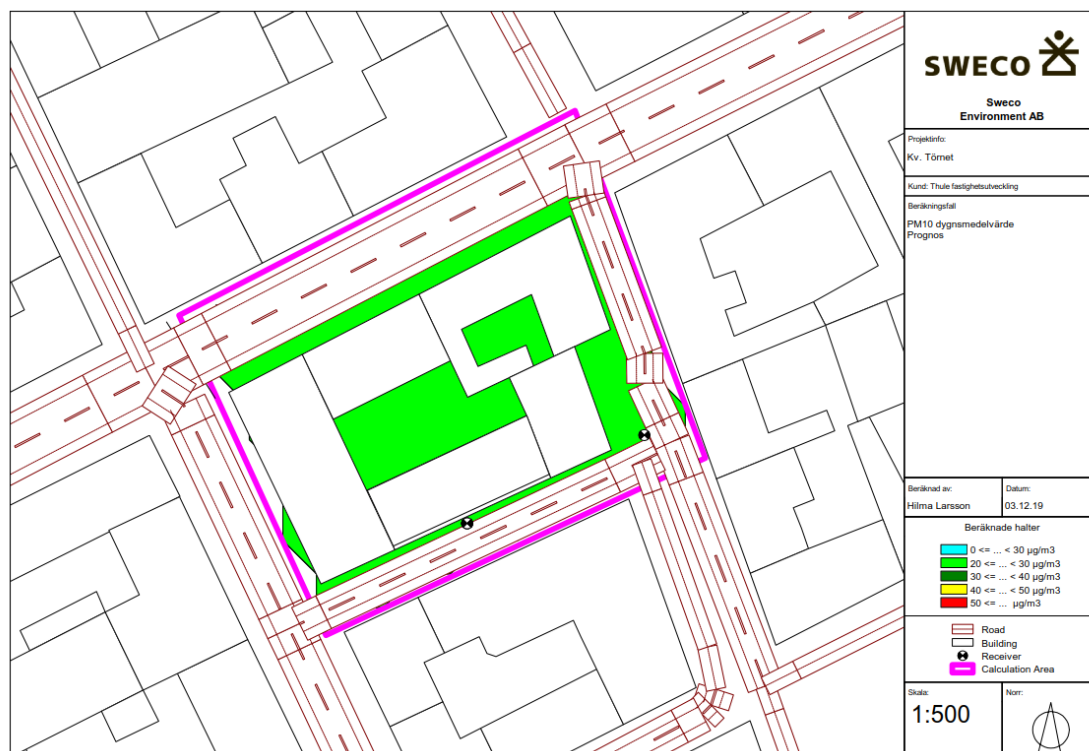 SWECO
Sweco
Environment AB
Projektinfo:
Kv. Törnet
Kund: Thule fastighetsutveckling
Beräkningsfall
PM10 dygnsmedelvärde
Prognos
Beräknad av:
Hilma Larsson
Datum:
03.12.19
Beräknade halter
0 <= ... < 30 µg/m3
20 <= ... < 30 µg/m3
30 <= ... < 40 µg/m3
40 <= ... < 50 µg/m3
50 <= ... µg/m3
Road
Building
Receiver
Calculation Area
Skala:
1:500
Norr: